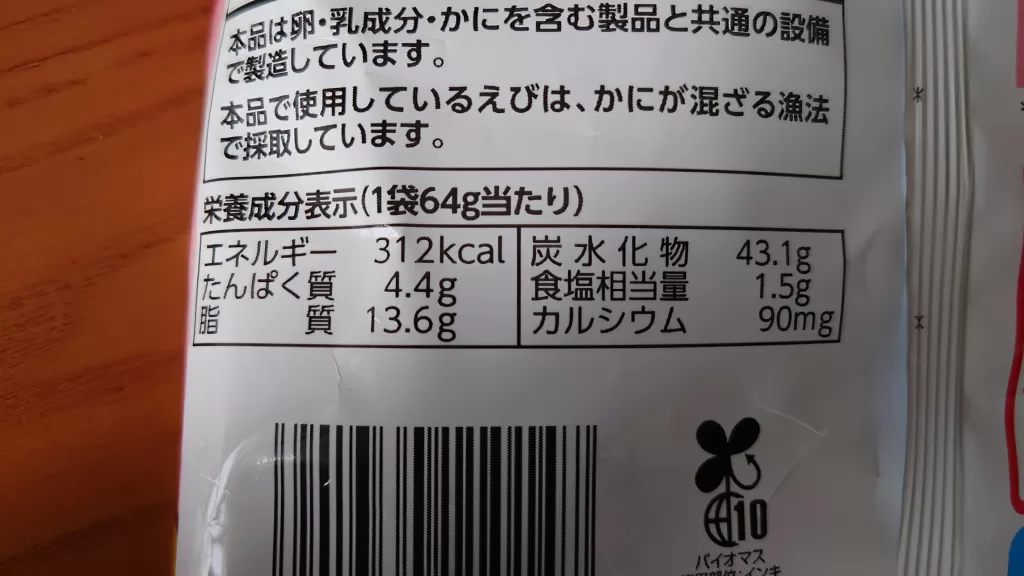 本品は卵・乳成分・かにを含む製品と共通の設備
で製造しています。
本品で使用しているえびは、かにが混ざる漁法
で採取しています。
栄養成分表示(1袋64g当たり)
エネルギー 312kcal 炭水化物 43.1g
たんぱく質 4.4g 食塩相当量 1.5g
脂質 13.6g カルシウム 90mg
10
バイオマス